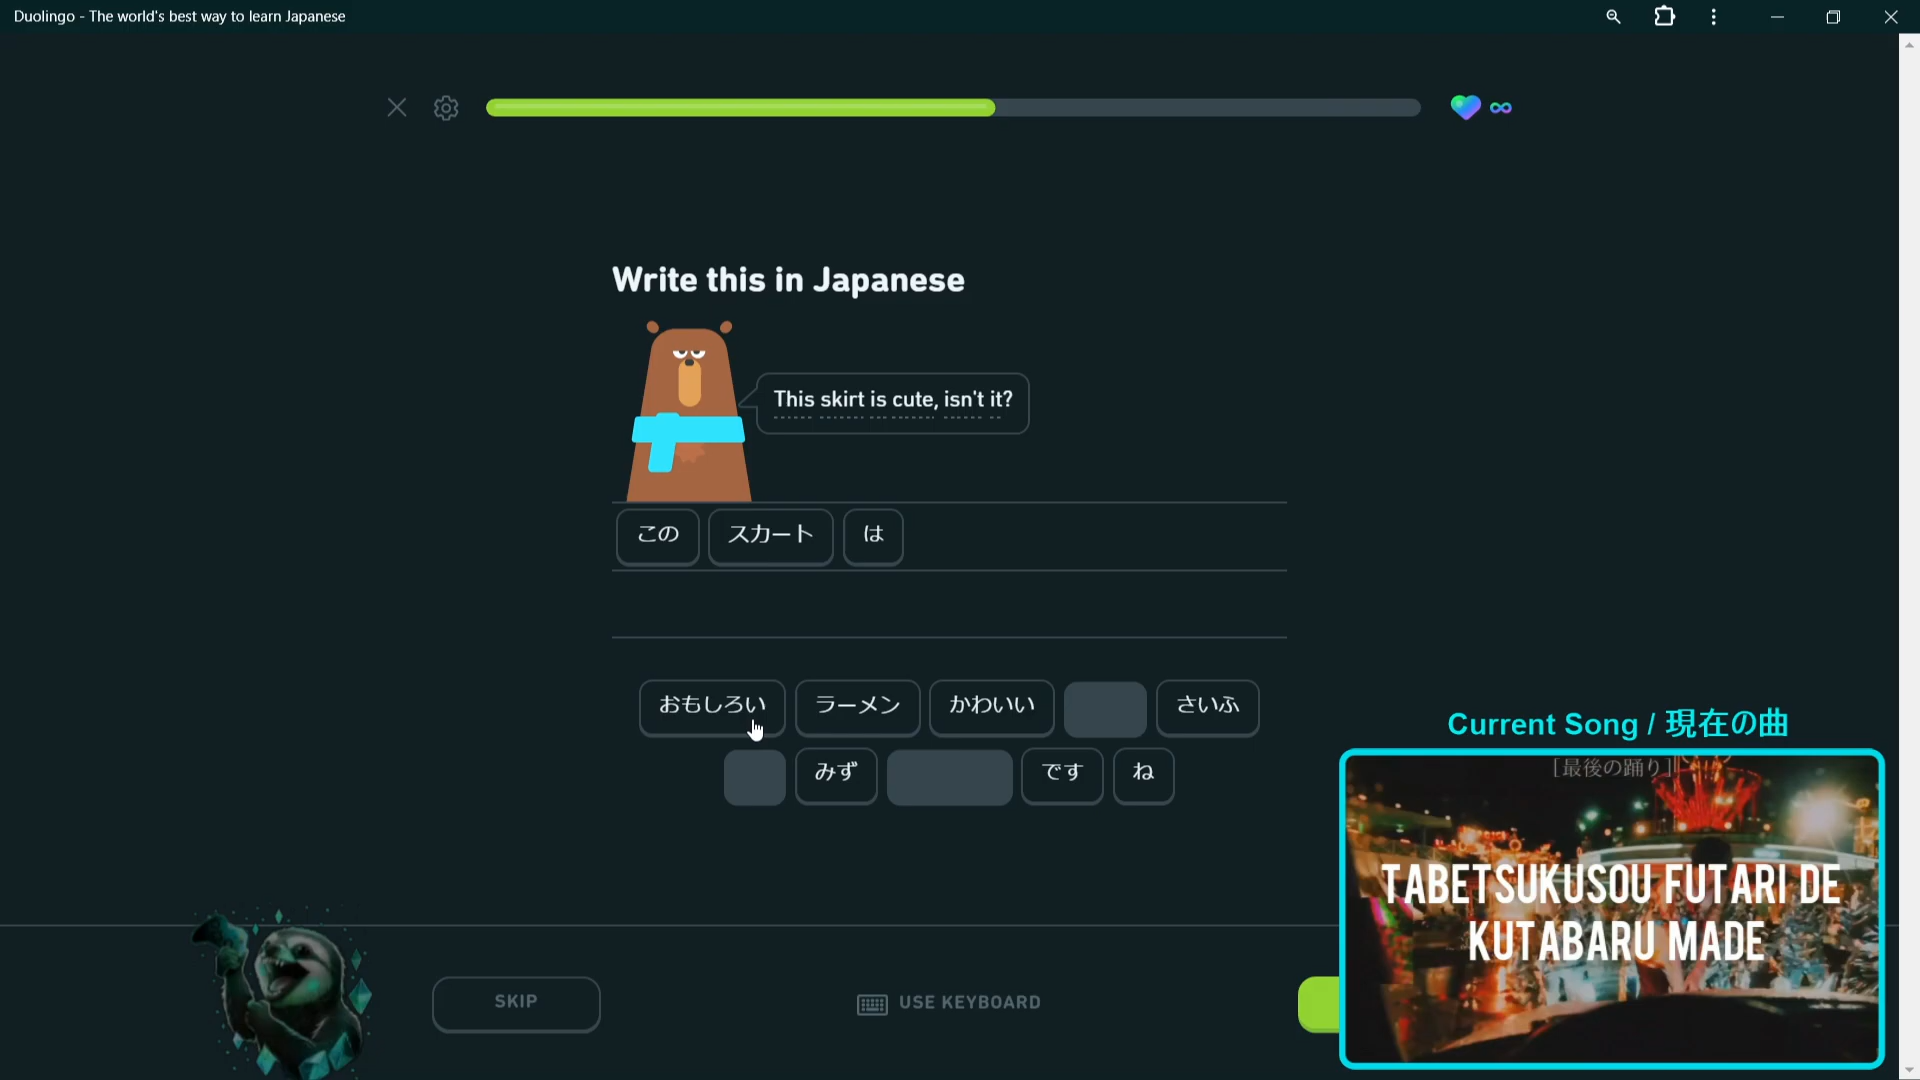 Duolingo - The world's best way to learn Japanese
Write this in Japanese
This skirt is cute, isn't it?
この スカート は
おもしろい ラーメン かわいい さいふ
みず です ね
Current Song / 現在の曲
[最後の踊り]
TABETSUKUSOU FUTARI DE
KUTABARU MADE
SKIP
USE KEYBOARD